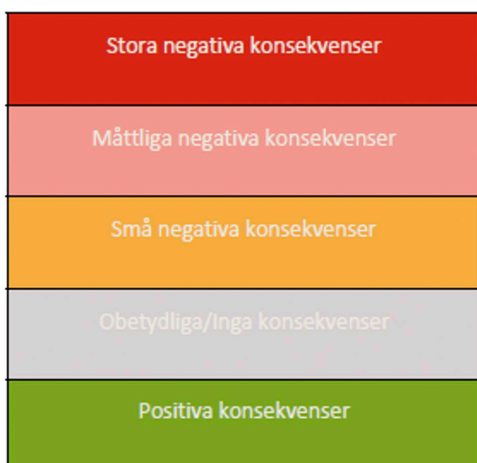 Stora negativa konsekvenser
Måttliga negativa konsekvenser
Små negativa konsekvenser
Obetydliga/Inga konsekvenser
Positiva konsekvenser